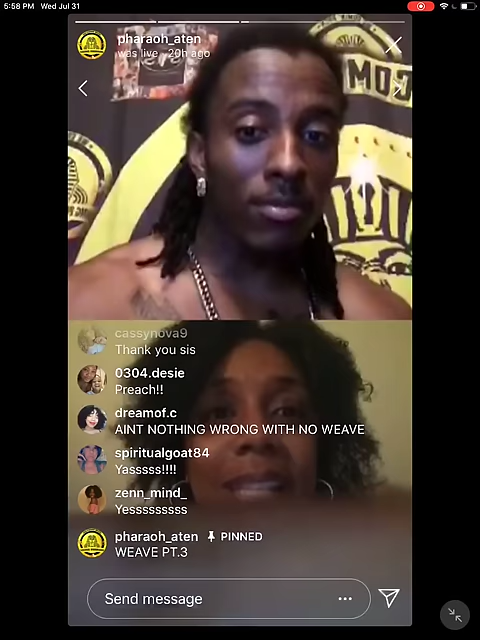 5:58 PM Wed Jul 31
pharaoh_aten
was live · 20h ago
cassynova9
Thank you sis
0304.desie
Preach!!
dreamof.c
AINT NOTHING WRONG WITH NO WEAVE
spiritualgoat84
Yasssss!!!!
zenn_mind_
Yesssssssss
pharaoh_aten PINNED
WEAVE PT.3
Send message